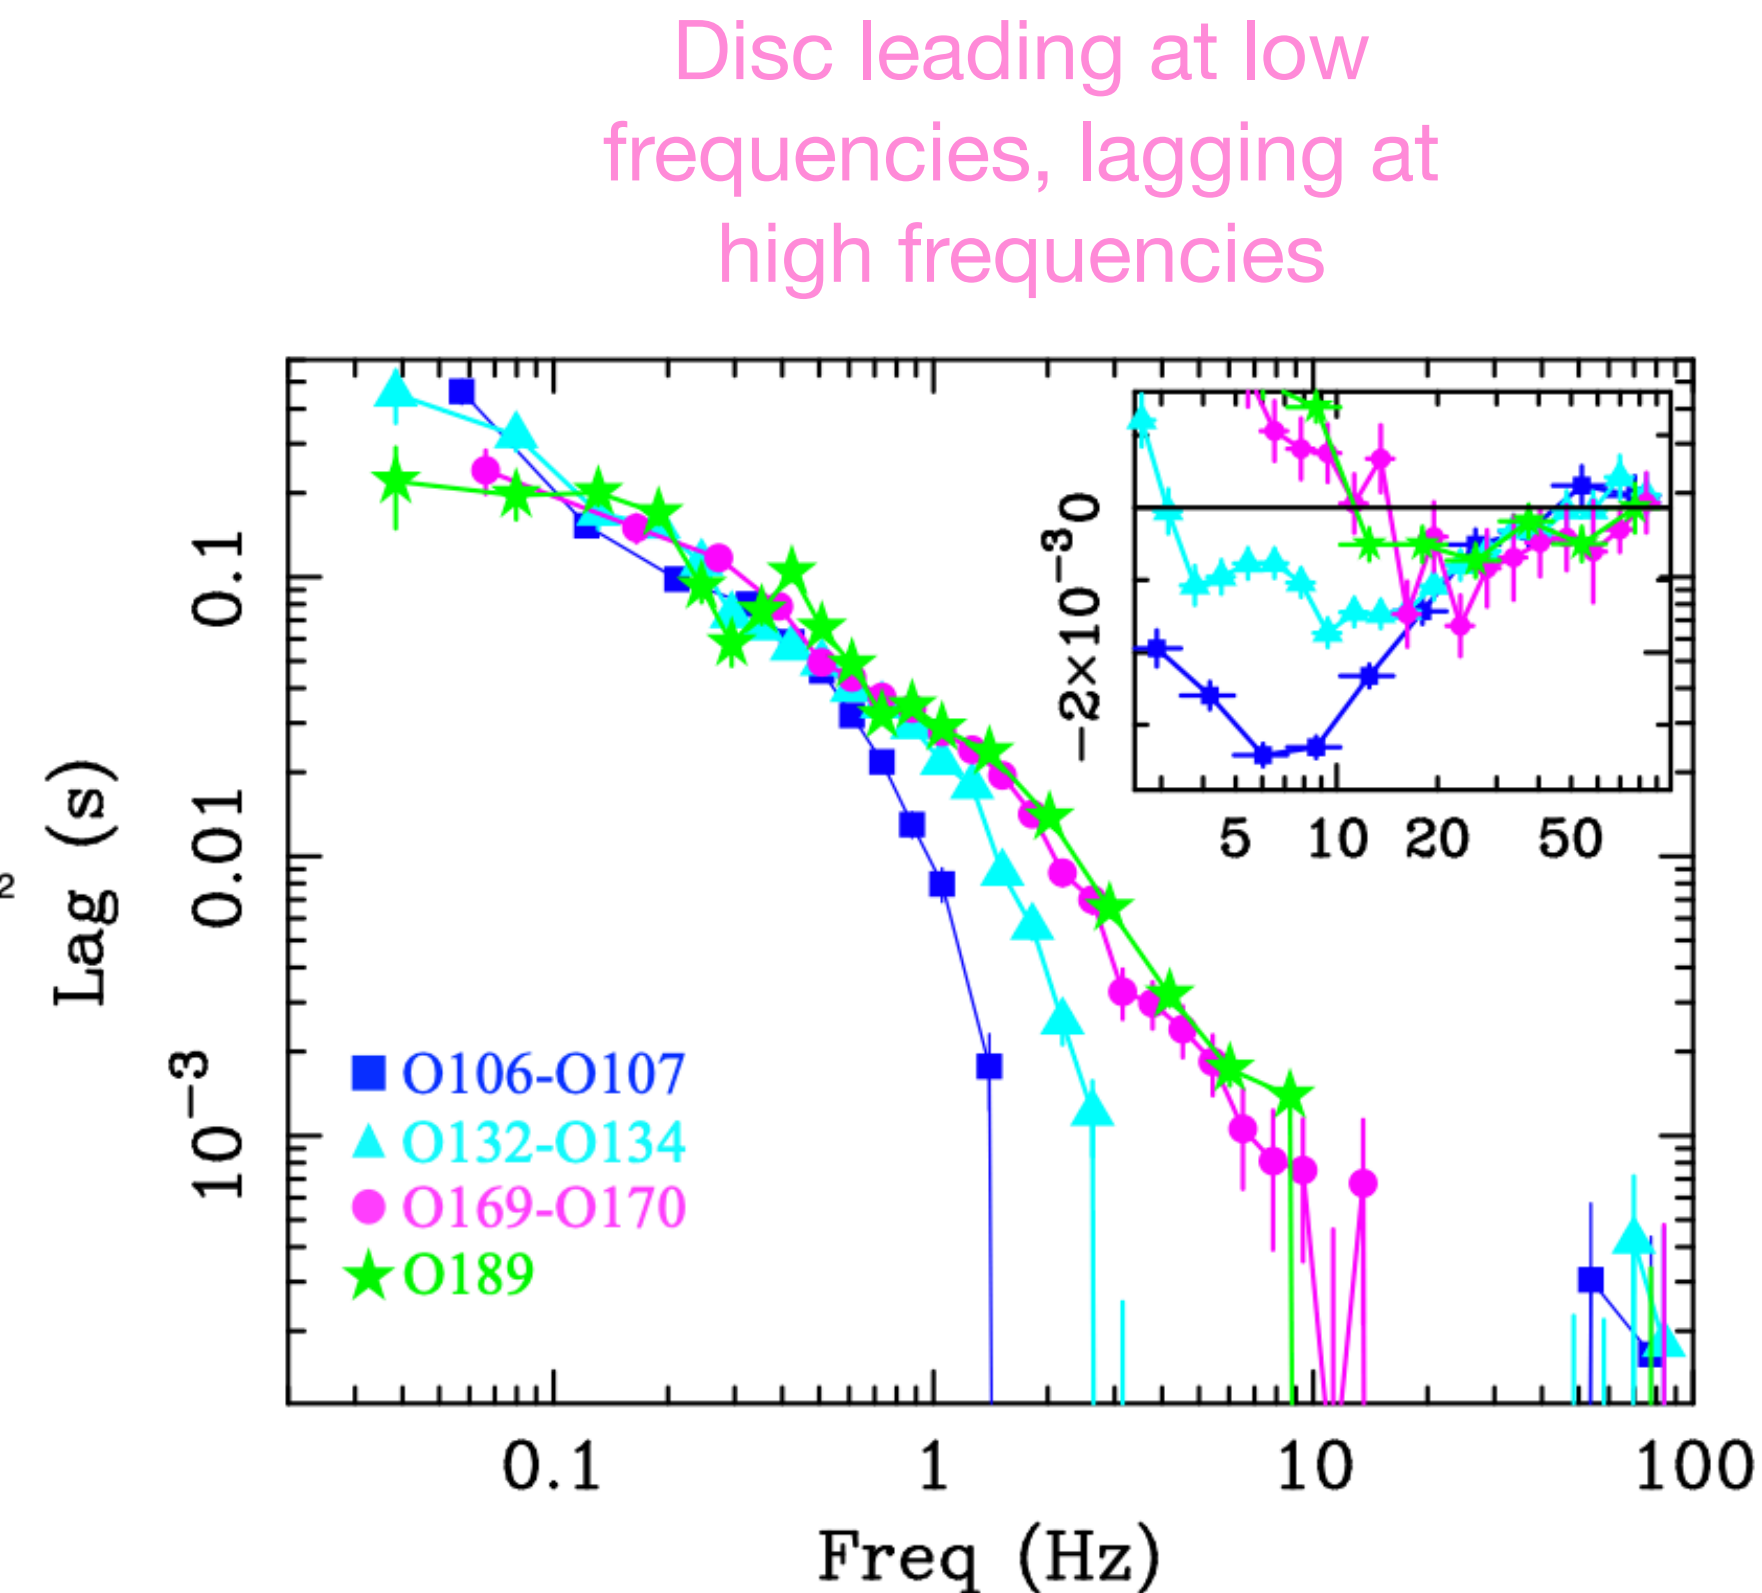 Disc leading at low
frequencies, lagging at
high frequencies
Lag (s)
0.1
0.01
10−3
2
0
−2×10−3
5 10 20 50
O106-O107
O132-O134
O169-O170
O189
0.1 1 10 100
Freq (Hz)